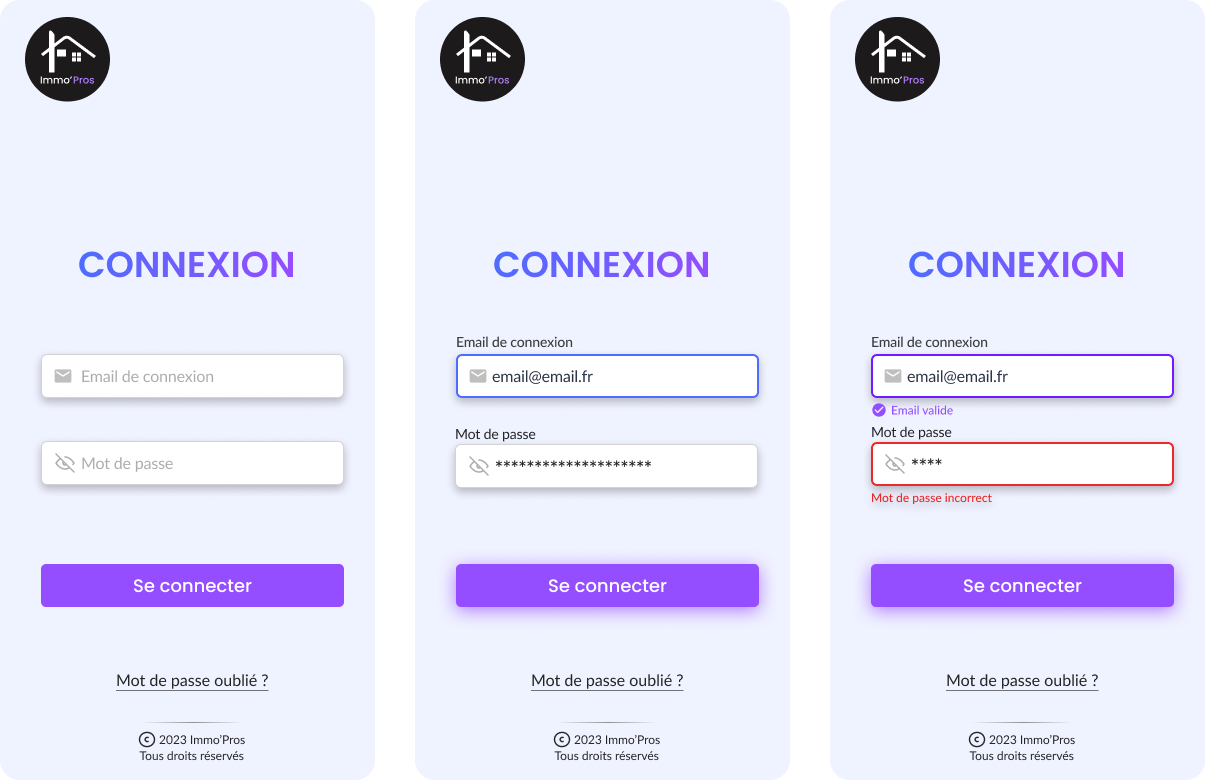 Immo'Pros
CONNEXION
Email de connexion
Mot de passe
Se connecter
Mot de passe oublié ?
© 2023 Immo'Pros
Tous droits réservés
Immo'Pros
CONNEXION
Email de connexion
email@email.fr
Mot de passe
********************
Se connecter
Mot de passe oublié ?
© 2023 Immo'Pros
Tous droits réservés
Immo'Pros
CONNEXION
Email de connexion
email@email.fr
Email valide
Mot de passe
****
Mot de passe incorrect
Se connecter
Mot de passe oublié ?
© 2023 Immo'Pros
Tous droits réservés